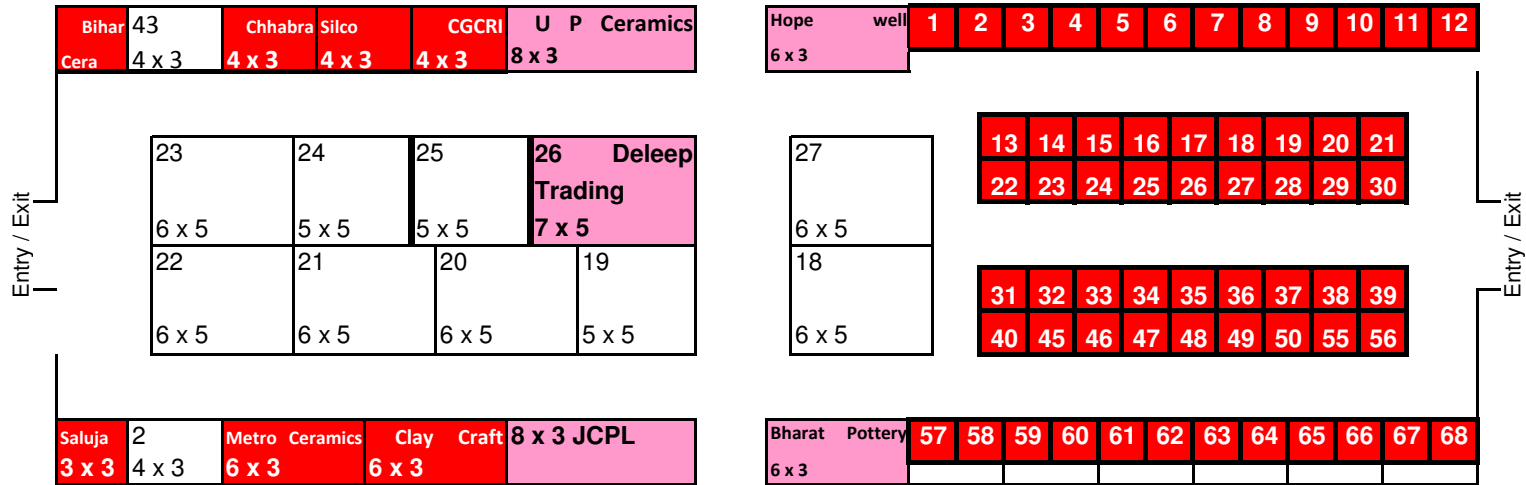 Bihar 43 Chhabra Silco CGCRI U P Ceramics
Cera 4 x 3 4 x 3 4 x 3 4 x 3 8 x 3
Hope well 1 2 3 4 5 6 7 8 9 10 11 12
6 x 3
23 24 25 26 Deleep
Trading
6 x 5 5 x 5 5 x 5 7 x 5
27
6 x 5
13 14 15 16 17 18 19 20 21
22 23 24 25 26 27 28 29 30
Entry / Exit
Entry / Exit
22 21 20 19
6 x 5 6 x 5 6 x 5 5 x 5
18
6 x 5
31 32 33 34 35 36 37 38 39
40 45 46 47 48 49 50 55 56
Saluja 2 Metro Ceramics Clay Craft 8 x 3 JCPL
3 x 3 4 x 3 6 x 3 6 x 3
Bharat Pottery 57 58 59 60 61 62 63 64 65 66 67 68
6 x 3